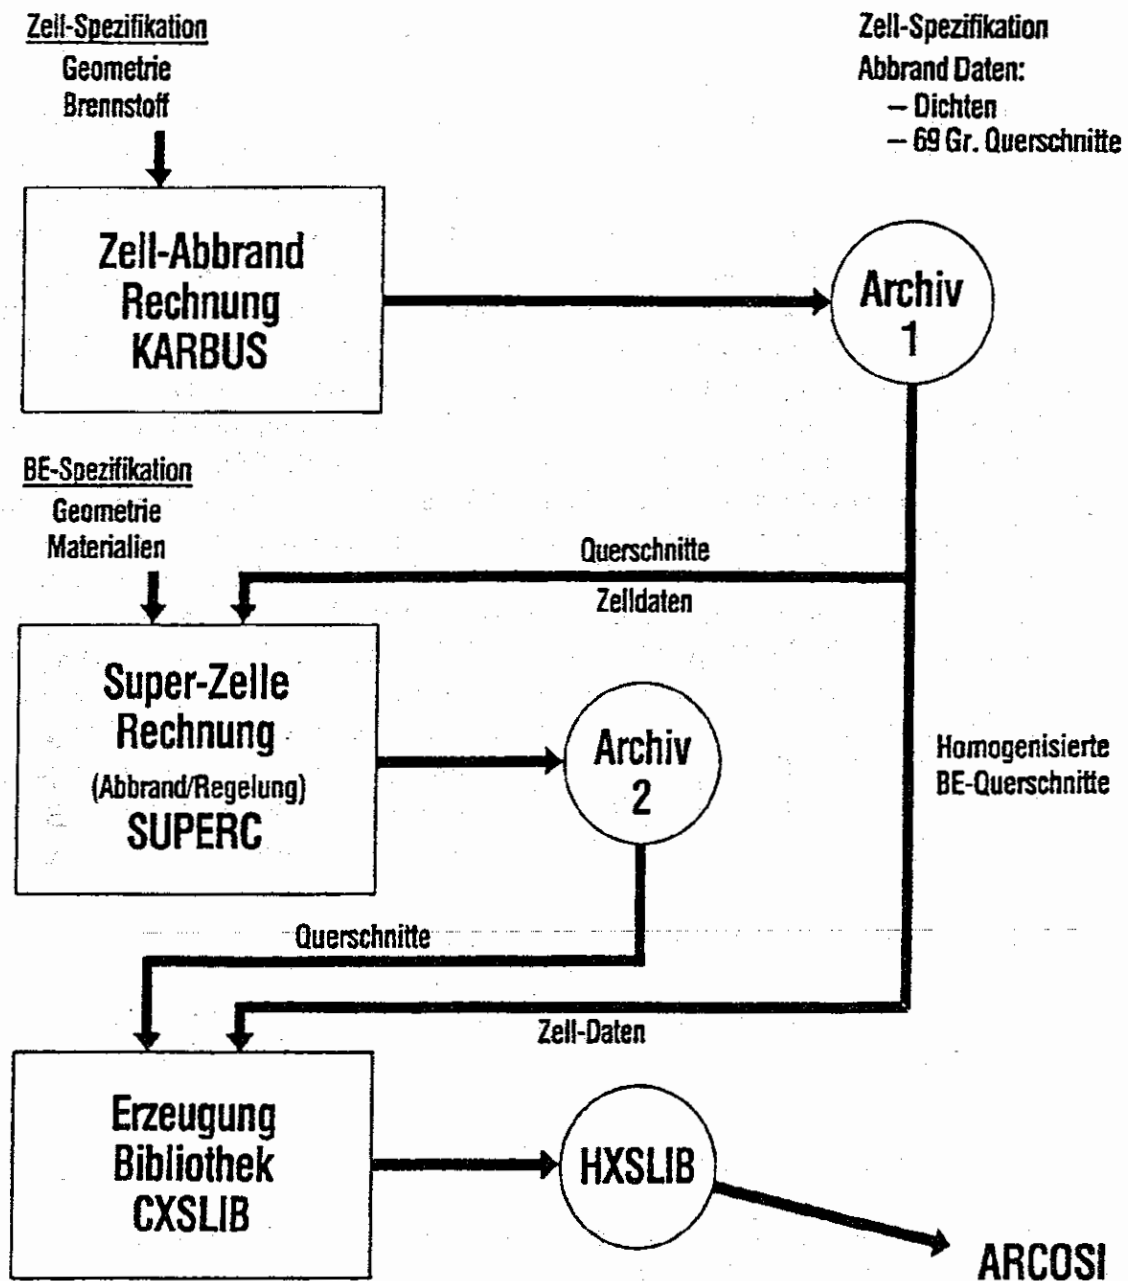 Zell-Spezifikation
Geometrie
Brennstoff
Zell-Spezifikation
Abbrand Daten:
– Dichten
– 69 Gr. Querschnitte
Zell-Abbrand
Rechnung
KARBUS
Archiv
1
BE-Spezifikation
Geometrie
Materialien
Querschnitte
Zelldaten
Super-Zelle
Rechnung
(Abbrand/Regelung)
SUPERC
Archiv
2
Homogenisierte
BE-Querschnitte
Querschnitte
Zell-Daten
Erzeugung
Bibliothek
CXSLIB
HXSLIB
ARCOSI